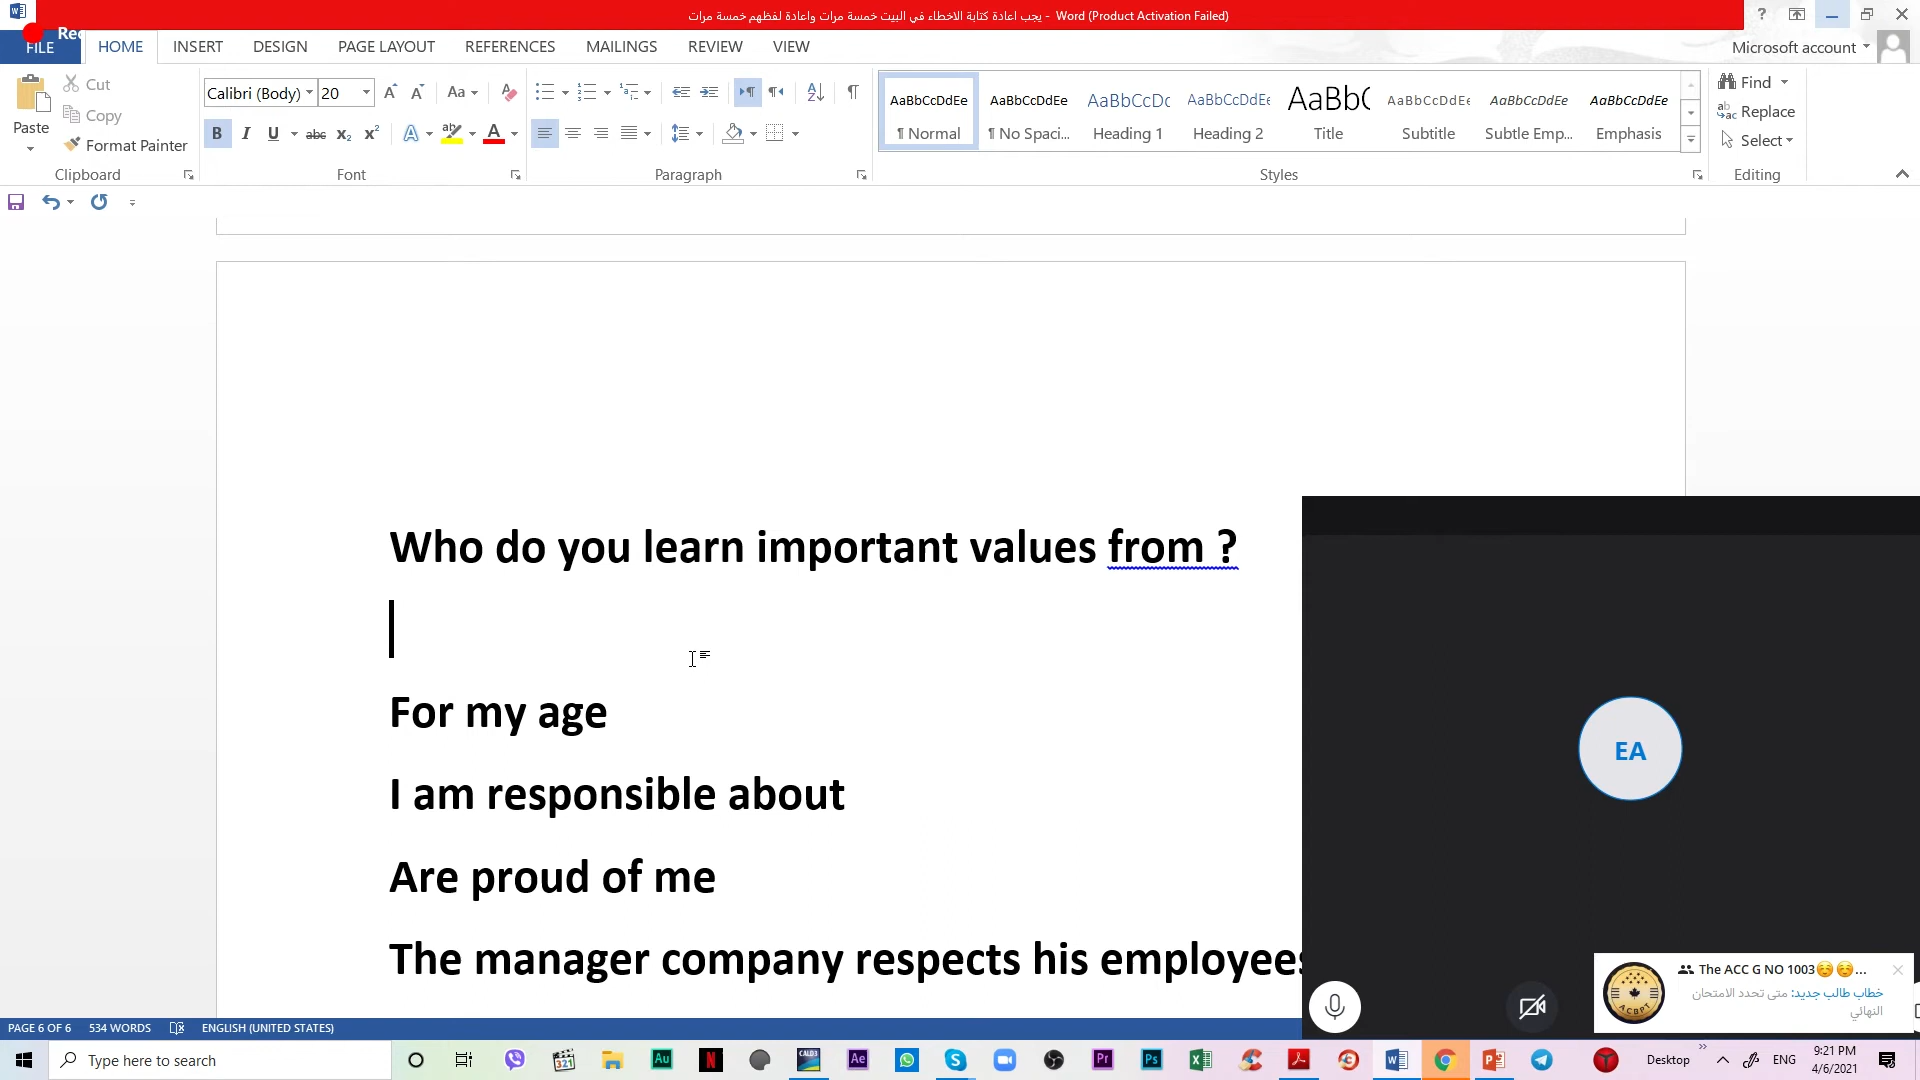 يجب اعادة كتابة الاخطاء في البيت خمسة مرات واعادة لفظهم خمسة مرات - Word (Product Activation Failed)
FILE HOME INSERT DESIGN PAGE LAYOUT REFERENCES MAILINGS REVIEW VIEW Microsoft account
Paste
Cut
Copy
Format Painter
Clipboard
Calibri (Body) 20
Font
Paragraph
AaBbCcDdEe AaBbCcDdEe AaBbCcDc AaBbCcDdEe AaBb( AaBbCcDdEe AaBbCcDdEe AaBbCcDdEe
¶ Normal ¶ No Spaci... Heading 1 Heading 2 Title Subtitle Subtle Emp... Emphasis
Styles
Find
Replace
Select
Editing
Who do you learn important values from ?
For my age
I am responsible about
Are proud of me
The manager company respects his employees
EA
The ACC G NO 1003 ...
خطاب طالب جديد: متى تحدد الامتحان
النهائي
ACBPT
PAGE 6 OF 6 534 WORDS ENGLISH (UNITED STATES)
Type here to search
Desktop ENG 9:21 PM
4/6/2021